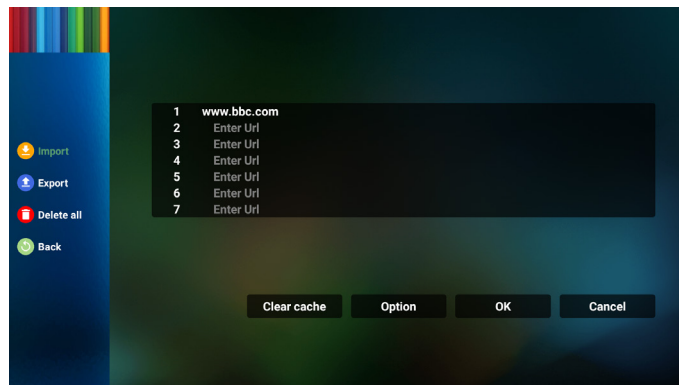 1 www.bbc.com
2 Enter Url
3 Enter Url
4 Enter Url
5 Enter Url
6 Enter Url
7 Enter Url
Import
Export
Delete all
Back
Clear cache Option OK Cancel